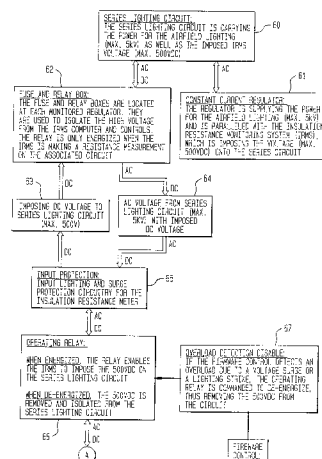 SERIES LIGHTING CIRCUIT:
THE SERIES LIGHTING CIRCUIT IS CARRYING
THE POWER FOR THE AIRFIELD LIGHTING
(MAX. 5KV) AS WELL AS THE IMPOSED IRMS
VOLTAGE (MAX. 500VDC)
60
AC
DC
AC
62
FUSE AND RELAY BOX:
THE FUSE AND RELAY BOXES ARE LOCATED
AT EACH MONITORED REGULATOR. THEY
ARE USED TO ISOLATE THE HIGH VOLTAGE
FROM THE IRMS COMPUTER AND CONTROLS.
THE RELAY IS ONLY ENERGIZED WHEN THE
IRMS IS MAKING A RESISTANCE MEASUREMENT
ON THE ASSOCIATED CIRCUIT
61
CONSTANT CURRENT REGULATOR:
THE REGULATOR IS SUPPLYING THE POWER
FOR THE AIRFIELD LIGHTING (MAX. 5KV)
AND IS PARALLELED WITH THE INSULATION
RESISTANCE MONITORING SYSTEM (IRMS),
WHICH IS IMPOSING THE VOLTAGE (MAX.
500VDC) ONTO THE SERIES CIRCUIT
63
DC
AC
DC
64
IMPOSING DC VOLTAGE TO
SERIES LIGHTING CIRCUIT
(MAX. 500V)
AC VOLTAGE FROM SERIES
LIGHTING CIRCUIT (MAX.
5KV) WITH IMPOSED
DC VOLTAGE
DC
DC
AC
INPUT PROTECTION:
INPUT LIGHTING AND SURGE
PROTECTION CIRCUITRY FOR THE
INSULATION RESISTANCE METER
AC
DC
OPERATING RELAY:
WHEN ENERGIZED, THE RELAY ENABLES
THE IRMS TO IMPOSE THE 500VDC ON
THE SERIES LIGHTING CIRCUIT
WHEN DE-ENERGIZED, THE 500VDC IS
REMOVED AND ISOLATED FROM THE
SERIES LIGHTING CIRCUIT
67
OVERLOAD DETECTION DISABLE:
IF THE FIRMWARE CONTROL DETECTS AN
OVERLOAD DUE TO A VOLTAGE SURGE OR
A LIGHTING STRIKE, THE OPERATING
RELAY IS COMMANDED TO DE-ENERGIZE,
THUS REMOVING THE 500VDC FROM
THE CIRCUIT
AC
DC
A
FIRMWARE
CONTROL